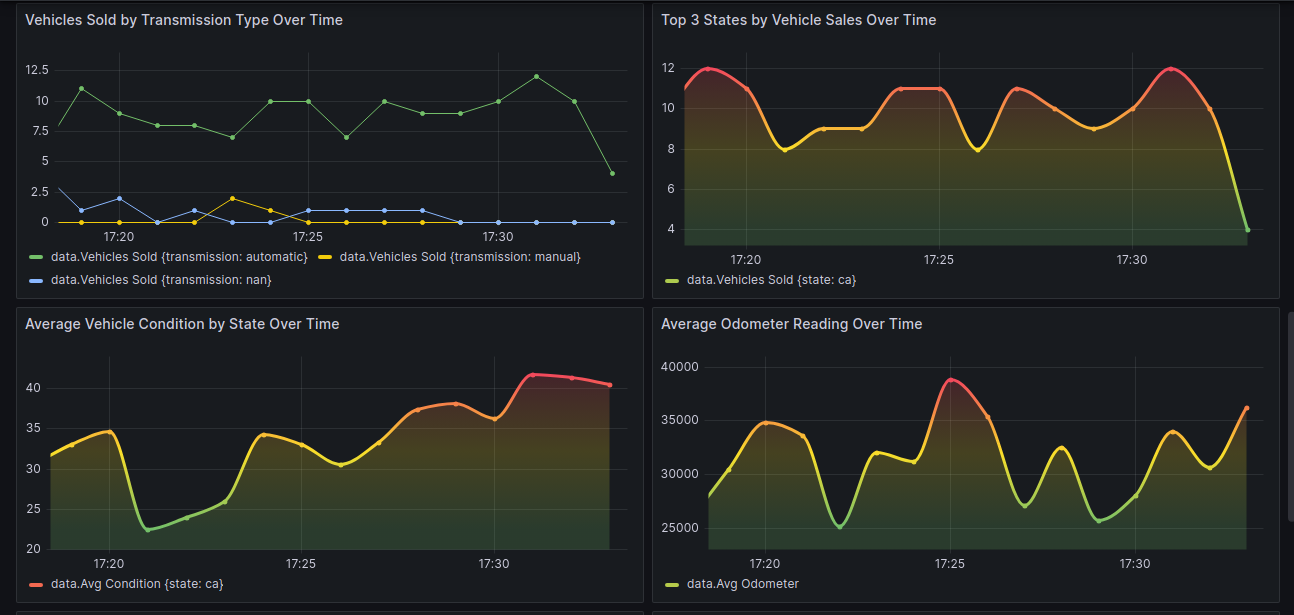 Vehicles Sold by Transmission Type Over Time
12.5
10
7.5
5
2.5
0
17:20 17:25 17:30
data.Vehicles Sold {transmission: automatic} data.Vehicles Sold {transmission: manual}
data.Vehicles Sold {transmission: nan}
Top 3 States by Vehicle Sales Over Time
12
10
8
6
4
17:20 17:25 17:30
data.Vehicles Sold {state: ca}
Average Vehicle Condition by State Over Time
40
35
30
25
20
17:20 17:25 17:30
data.Avg Condition {state: ca}
Average Odometer Reading Over Time
40000
35000
30000
25000
17:20 17:25 17:30
data.Avg Odometer